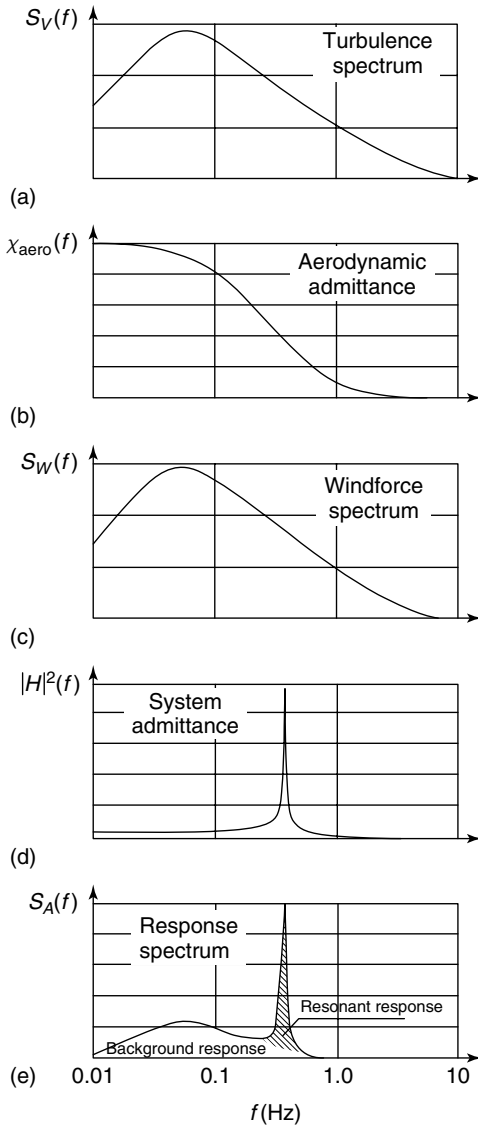 S_V(f)
Turbulence
spectrum
(a)
χ_aero(f)
Aerodynamic
admittance
(b)
S_W(f)
Windforce
spectrum
(c)
|H|²(f)
System
admittance
(d)
S_A(f)
Response
spectrum
Resonant response
Background response
(e)
0.01 0.1 1.0 10
f(Hz)